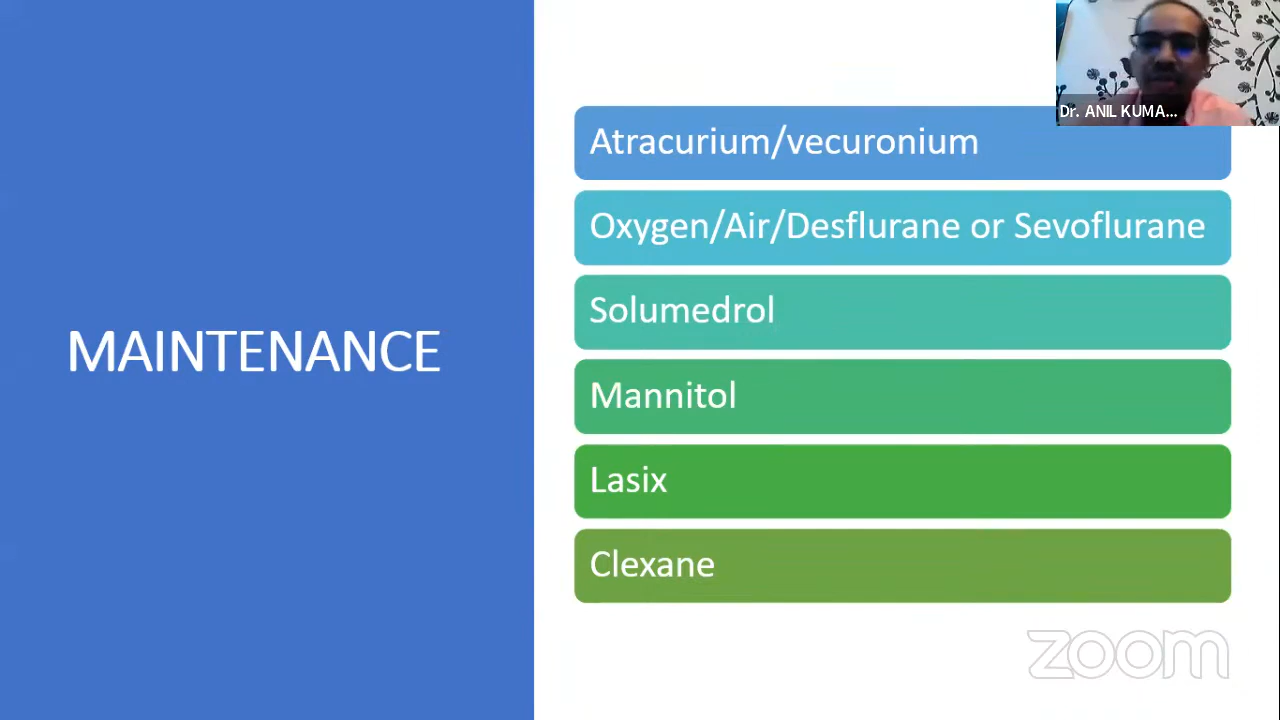 Dr. ANIL KUMA...
Atracurium/vecuronium
Oxygen/Air/Desflurane or Sevoflurane
Solumedrol
MAINTENANCE
Mannitol
Lasix
Clexane
zoom